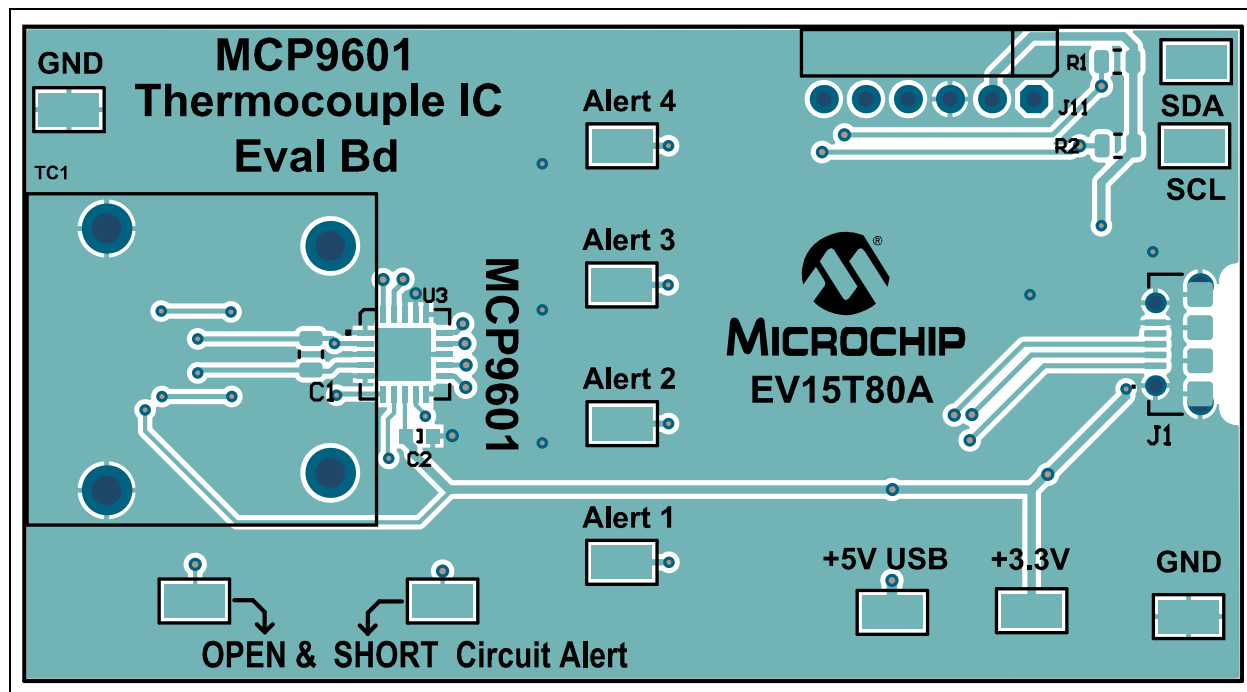 GND
MCP9601
Thermocouple IC
Eval Bd
TC1
Alert 4
R1
J11
SDA
R2
SCL
Alert 3
U3
MCP9601
®
MICROCHIP
EV15T80A
C1
Alert 2
J1
C2
Alert 1
+5V USB
+3.3V
GND
OPEN & SHORT Circuit Alert